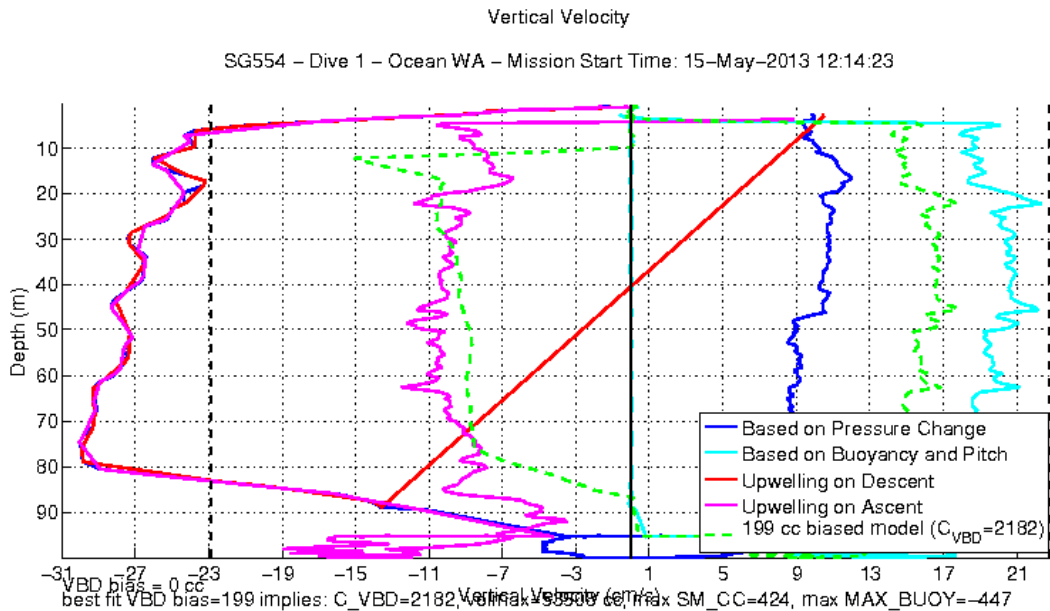 Vertical Velocity
SG554 – Dive 1 – Ocean WA – Mission Start Time: 15–May–2013 12:14:23
Depth (m)
10
20
30
40
50
60
70
80
90
Based on Pressure Change
Based on Buoyancy and Pitch
Upwelling on Descent
Upwelling on Ascent
199 cc biased model (C_VBD=2182)
−31 −27 −23 −19 −15 −11 −7 −3 1 5 9 13 17 21
VBD bias = 0 cc
Vertical Velocity (cm/s)
best fit VBD bias=199 implies: C_VBD=2182, max SM_CC=424, max MAX_BUOY=−447